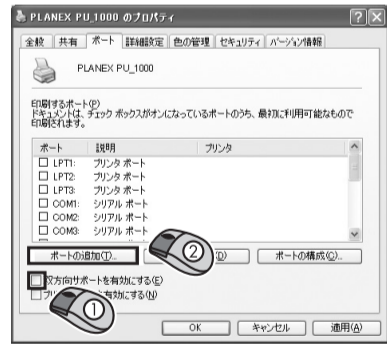 PLANEX PU_1000 のプロパティ
全般 共有 ポート 詳細設定 色の管理 セキュリティ バージョン情報
PLANEX PU_1000
印刷するポート(P)
ドキュメントは、チェック ボックスがオンになっているポートのうち、最初に利用可能なもので
印刷されます。
ポート 説明 プリンタ
LPT1: プリンタ ポート
LPT2: プリンタ ポート
LPT3: プリンタ ポート
COM1: シリアル ポート
COM2: シリアル ポート
COM3: シリアル ポート
ポートの追加(T)... ② (D) ポートの構成(C)...
双方向サポートを有効にする(E)
有効にする(N)
①
OK キャンセル 適用(A)